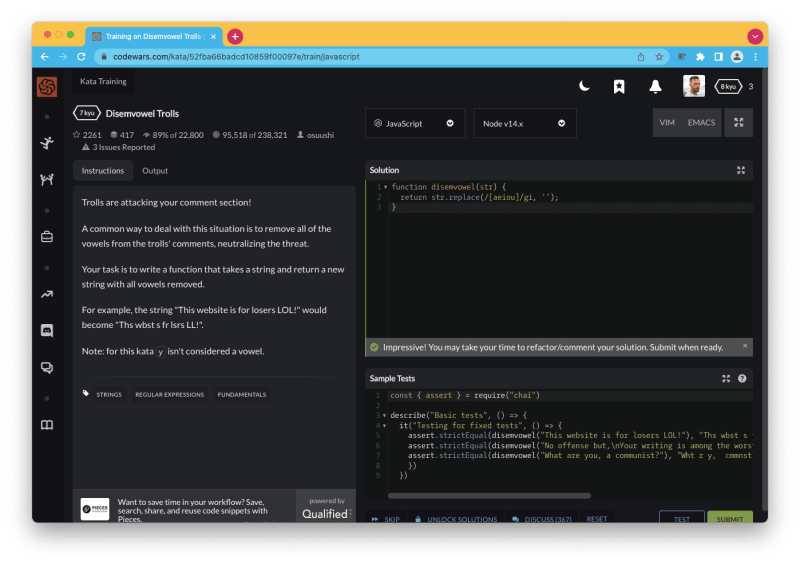 Training on Disemvowel Trolls
codewars.com/kata/52fba66badcd10859f00097e/train/javascript
Kata Training
8 kyu 3
7 kyu Disemvowel Trolls
2261 417 89% of 22,800 95,518 of 238,321 osuushi
3 Issues Reported
JavaScript
Node v14.x
VIM EMACS
Instructions Output
Trolls are attacking your comment section!
A common way to deal with this situation is to remove all of the
vowels from the trolls' comments, neutralizing the threat.
Your task is to write a function that takes a string and return a new
string with all vowels removed.
For example, the string "This website is for losers LOL!" would
become "Ths wbst s fr lsrs LL!".
Note: for this kata y isn't considered a vowel.
STRINGS REGULAR EXPRESSIONS FUNDAMENTALS
PIECES
Want to save time in your workflow? Save,
search, share, and reuse code snippets with
Pieces.
powered by
Qualified
Solution
1 function disemvowel(str) {
2 return str.replace(/[aeiou]/gi, '');
3 }
Impressive! You may take your time to refactor/comment your solution. Submit when ready.
Sample Tests
1 const { assert } = require("chai")
2
3 describe("Basic tests", () => {
4 it("Testing for fixed tests", () => {
5 assert.strictEqual(disemvowel("This website is for losers LOL!"), "Ths wbst s
6 assert.strictEqual(disemvowel("No offense but,\nYour writing is among the wors
7 assert.strictEqual(disemvowel("What are you, a communist?"), "Wht r y, cmmnst
8 })
9 })
SKIP UNLOCK SOLUTIONS DISCUSS (367) RESET TEST SUBMIT